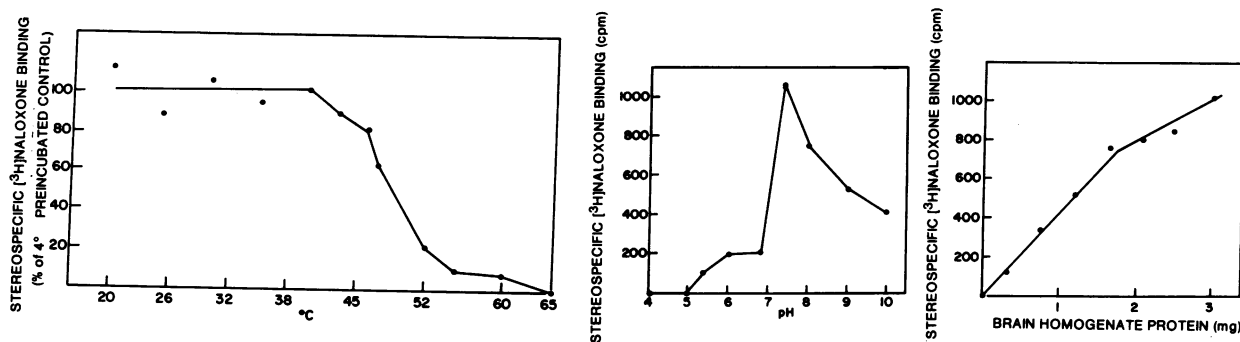 STEREOSPECIFIC [³H]NALOXONE BINDING
(% of 4° PREINCUBATED CONTROL)
100
80
60
40
20
20 26 32 38 45 52 60 65
°C
STEREOSPECIFIC [³H]NALOXONE BINDING (cpm)
1000
800
600
400
200
4 5 6 7 8 9 10
pH
STEREOSPECIFIC [³H]NALOXONE BINDING (cpm)
1000
800
600
400
200
1 2 3
BRAIN HOMOGENATE PROTEIN (mg)